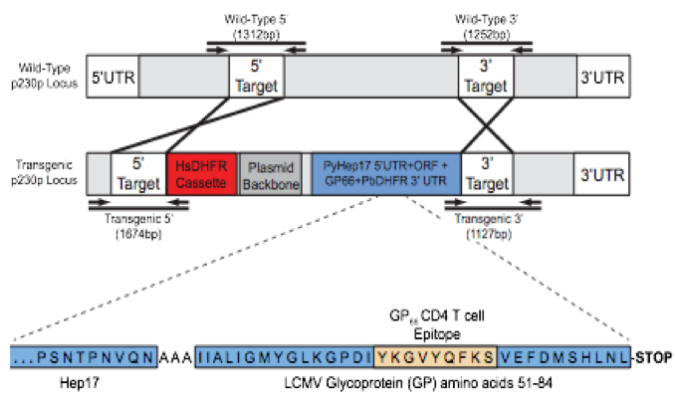 Wild-Type 5'
(1312bp)
Wild-Type 3'
(1252bp)
Wild-Type
p230p Locus
5'UTR
5'
Target
3'
Target
3'UTR
Transgenic
p230p Locus
5'
Target
HsDHFR
Cassette
Plasmid
Backbone
PyHep17 5'UTR+ORF +
GP66+PbDHFR 3' UTR
3'
Target
3'UTR
Transgenic 5'
(1674bp)
Transgenic 3'
(1127bp)
GP66 CD4 T cell
Epitope
...PSNTPNVQN AAA IIALIGMYGLKGPDI YKGVYQFKS VEFDMSHLNL -STOP
Hep17
LCMV Glycoprotein (GP) amino acids 51-84